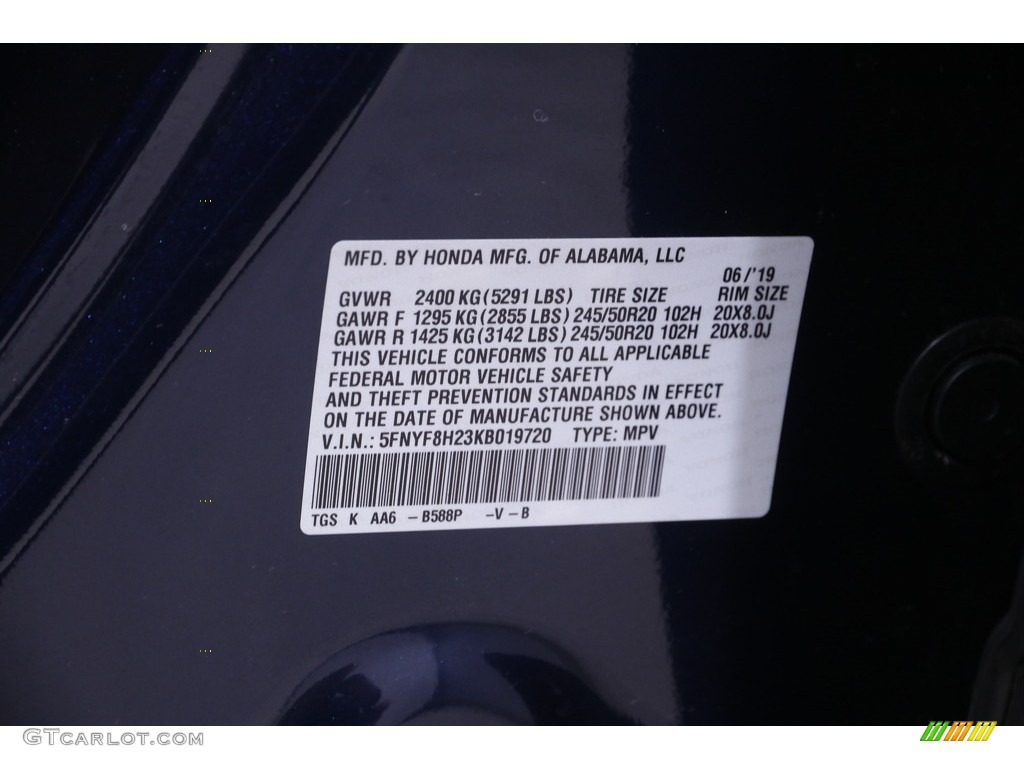 MFD. BY HONDA MFG. OF ALABAMA, LLC
06/'19
GVWR 2400 KG (5291 LBS) TIRE SIZE RIM SIZE
GAWR F 1295 KG (2855 LBS) 245/50R20 102H 20X8.0J
GAWR R 1425 KG (3142 LBS) 245/50R20 102H 20X8.0J
THIS VEHICLE CONFORMS TO ALL APPLICABLE
FEDERAL MOTOR VEHICLE SAFETY
AND THEFT PREVENTION STANDARDS IN EFFECT
ON THE DATE OF MANUFACTURE SHOWN ABOVE.
V.I.N.: 5FNYF8H23KB019720 TYPE: MPV
TGS K AA6 -B588P -V-B
GTCARLOT.COM